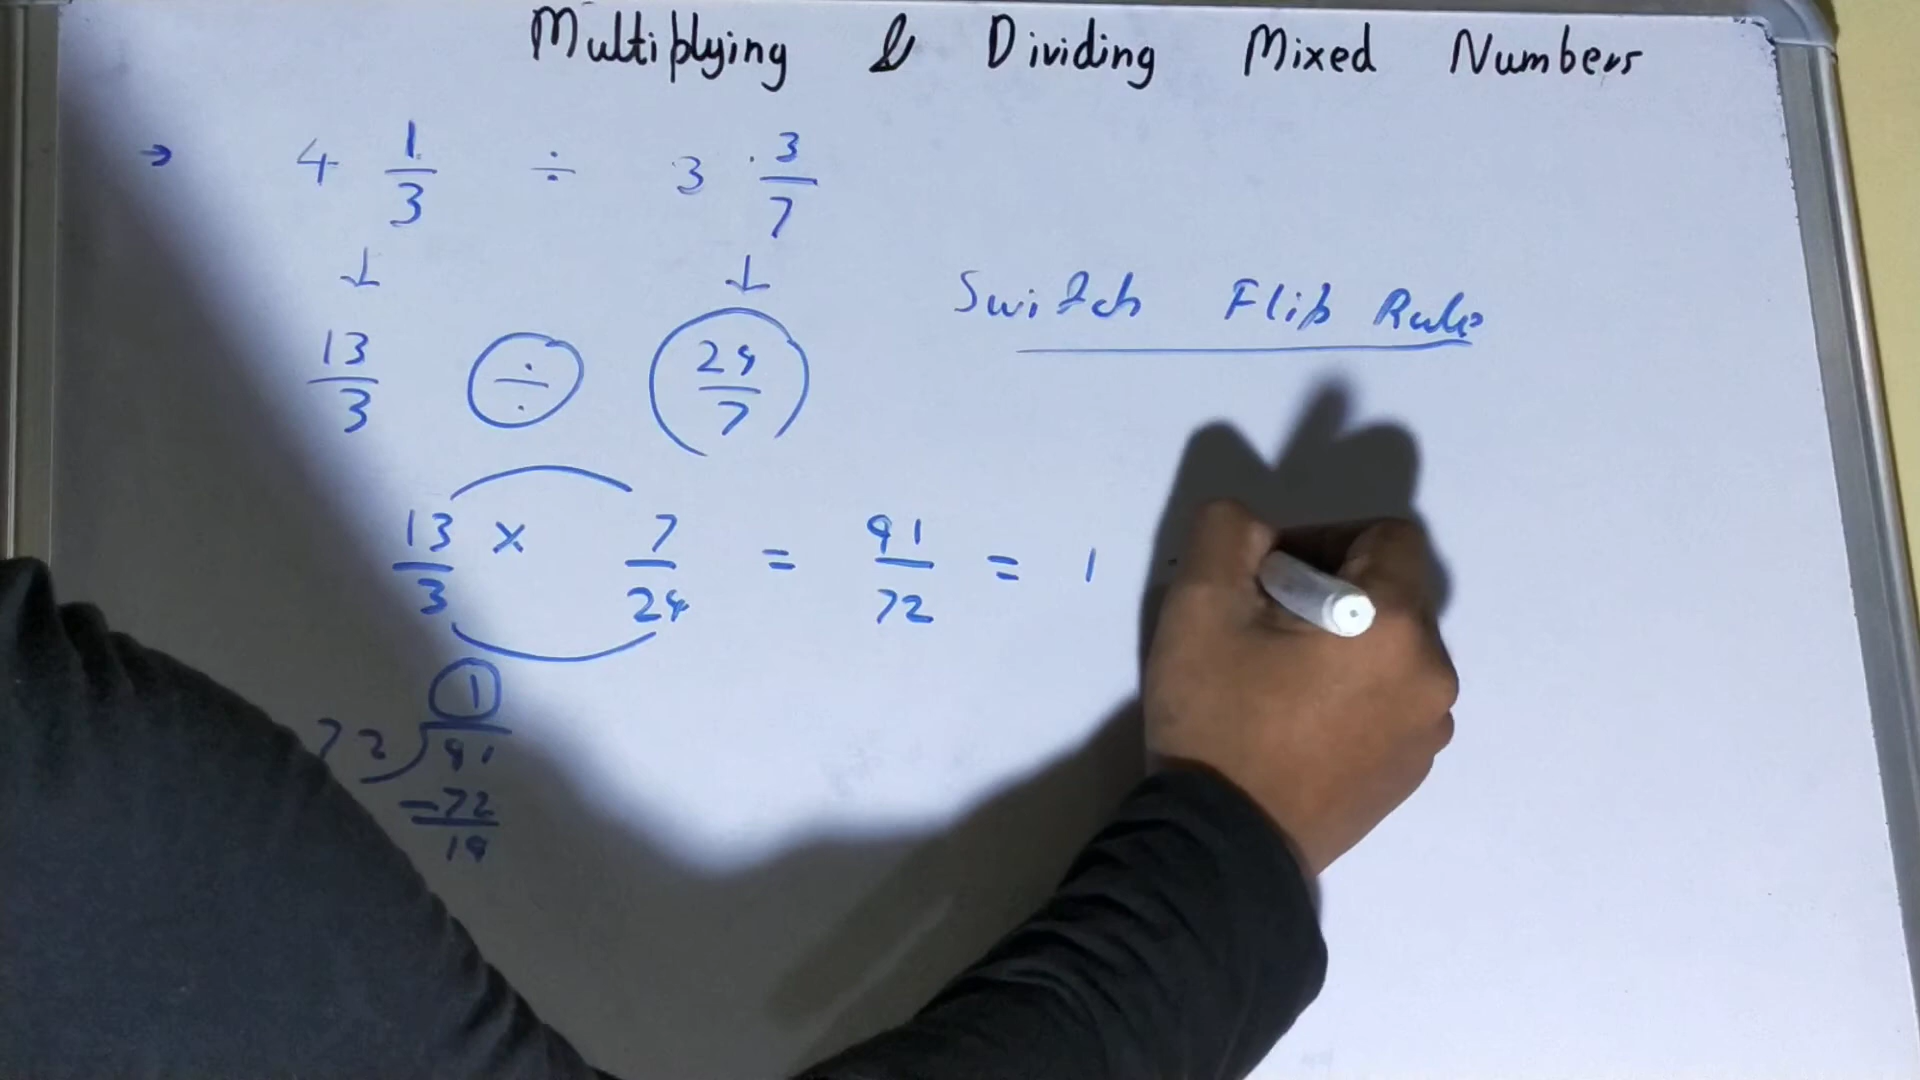 Multiplying & Dividing Mixed Numbers
→ 4 1/3 ÷ 3 3/7
↓ ↓
13/3 ÷ 24/7
Switch Flip Rule
13/3 × 7/24 = 91/72 = 1
1
72)91
-72
19